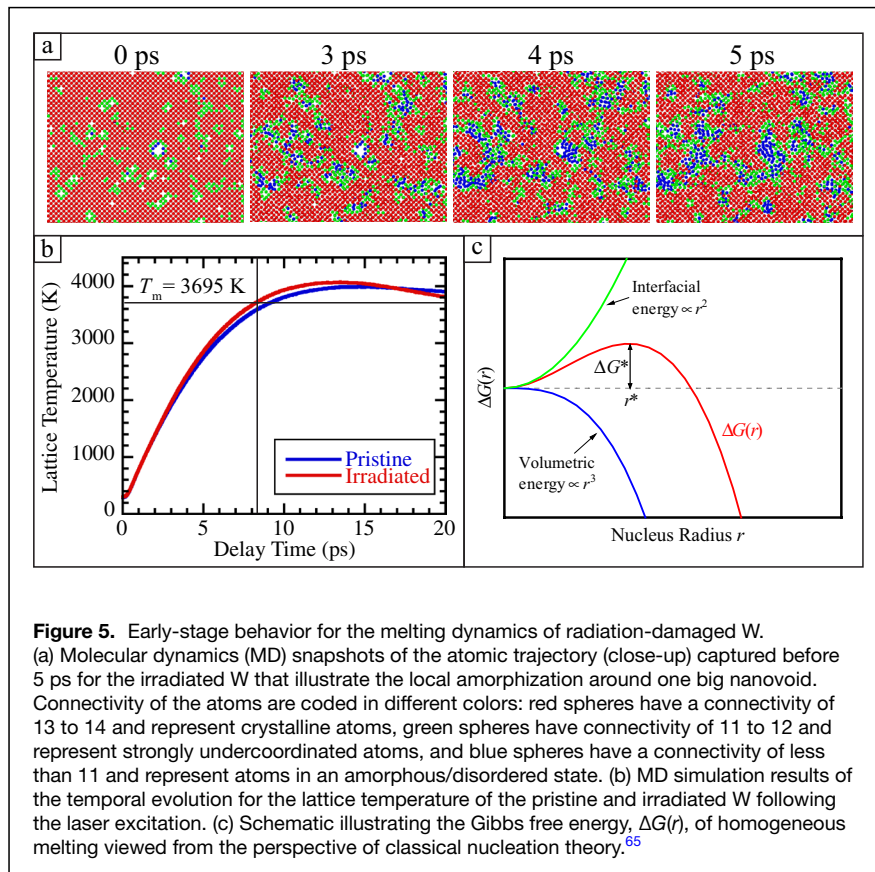 a
0 ps 3 ps 4 ps 5 ps
b
Tm = 3695 K
Lattice Temperature (K)
4000
3000
2000
1000
0
Pristine
Irradiated
0 5 10 15 20
Delay Time (ps)
c
Interfacial
energy ∝ r²
ΔG*
r*
ΔG(r)
ΔG(r)
Volumetric
energy ∝ r³
Nucleus Radius r
Figure 5. Early-stage behavior for the melting dynamics of radiation-damaged W.
(a) Molecular dynamics (MD) snapshots of the atomic trajectory (close-up) captured before
5 ps for the irradiated W that illustrate the local amorphization around one big nanovoid.
Connectivity of the atoms are coded in different colors: red spheres have a connectivity of
13 to 14 and represent crystalline atoms, green spheres have connectivity of 11 to 12 and
represent strongly undercoordinated atoms, and blue spheres have a connectivity of less
than 11 and represent atoms in an amorphous/disordered state. (b) MD simulation results of
the temporal evolution for the lattice temperature of the pristine and irradiated W following
the laser excitation. (c) Schematic illustrating the Gibbs free energy, ΔG(r), of homogeneous
melting viewed from the perspective of classical nucleation theory.65